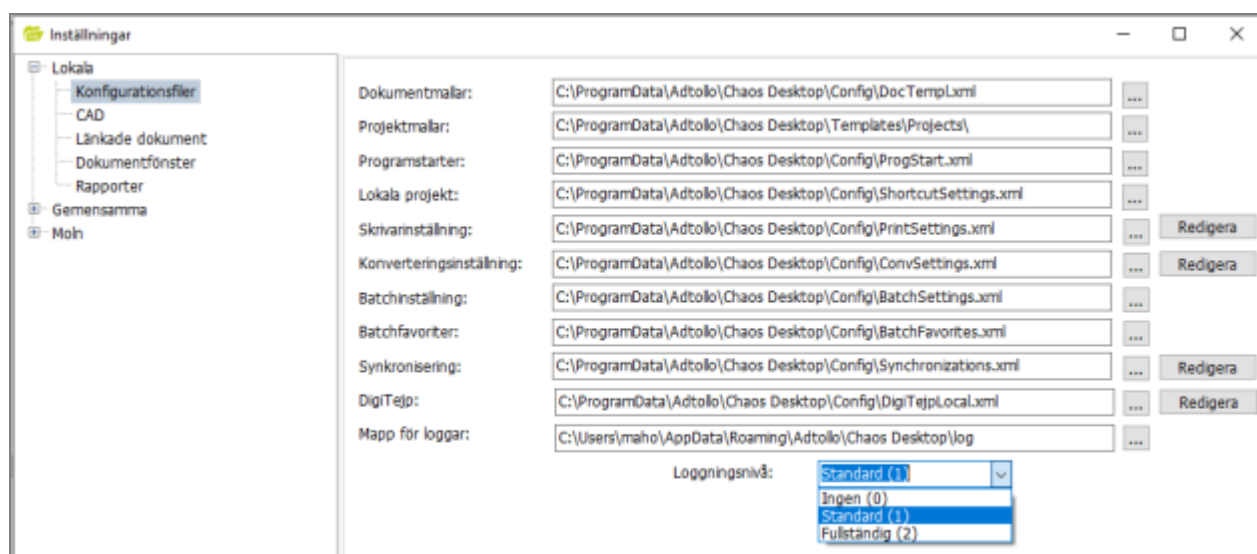 Inställningar
Lokala
Konfigurationsfiler
CAD
Länkade dokument
Dokumentfönster
Rapporter
Gemensamma
Moln
Dokumentmallar: C:\ProgramData\Adtollo\Chaos Desktop\Config\DocTempl.xml ...
Projektmallar: C:\ProgramData\Adtollo\Chaos Desktop\Templates\Projects\ ...
Programstarter: C:\ProgramData\Adtollo\Chaos Desktop\Config\ProgStart.xml ...
Lokala projekt: C:\ProgramData\Adtollo\Chaos Desktop\Config\ShortcutSettings.xml ...
Skrivarinställning: C:\ProgramData\Adtollo\Chaos Desktop\Config\PrintSettings.xml ... Redigera
Konverteringsinställning: C:\ProgramData\Adtollo\Chaos Desktop\Config\ConvSettings.xml ... Redigera
Batchinställning: C:\ProgramData\Adtollo\Chaos Desktop\Config\BatchSettings.xml ...
Batchfavoriter: C:\ProgramData\Adtollo\Chaos Desktop\Config\BatchFavorites.xml ...
Synkronisering: C:\ProgramData\Adtollo\Chaos Desktop\Config\Synchronizations.xml ... Redigera
DigiTejp: C:\ProgramData\Adtollo\Chaos Desktop\Config\DigiTejpLocal.xml ... Redigera
Mapp för loggar: C:\Users\maho\AppData\Roaming\Adtollo\Chaos Desktop\log ...
Loggningsnivå: Standard (1)
Ingen (0)
Standard (1)
Fullständig (2)